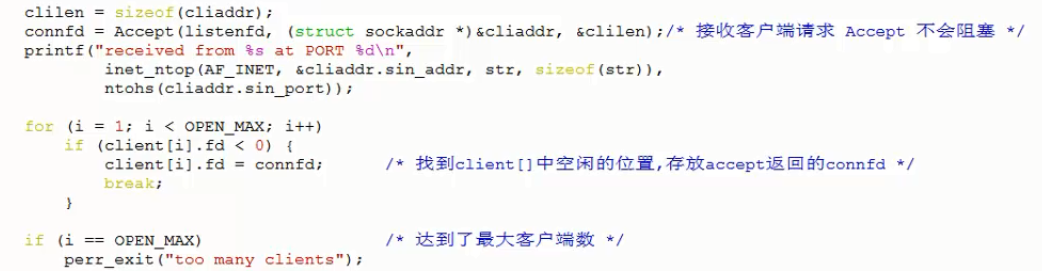 clilen = sizeof(cliaddr);
connfd = Accept(listenfd, (struct sockaddr *)&cliaddr, &clilen);/* 接收客户端请求 Accept 不会阻塞 */
printf("received from %s at PORT %d\n",
inet_ntop(AF_INET, &cliaddr.sin_addr, str, sizeof(str)),
ntohs(cliaddr.sin_port));
for (i = 1; i < OPEN_MAX; i++)
if (client[i].fd < 0) {
client[i].fd = connfd; /* 找到client[]中空闲的位置,存放accept返回的connfd */
break;
}
if (i == OPEN_MAX) /* 达到了最大客户端数 */
perr_exit("too many clients");